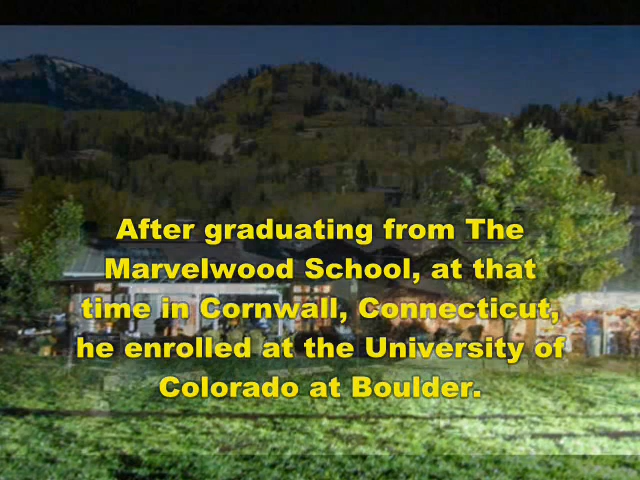 After graduating from The
Marvelwood School, at that
time in Cornwall, Connecticut,
he enrolled at the University of
Colorado at Boulder.